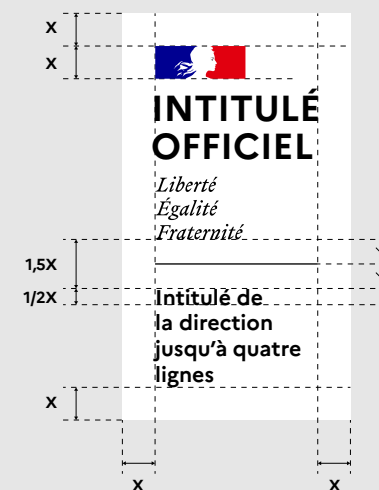 X
X
INTITULÉ
OFFICIEL
Liberté
Égalité
Fraternité
1,5X
1/2X
Intitulé de
la direction
jusqu’à quatre
lignes
X
X
X